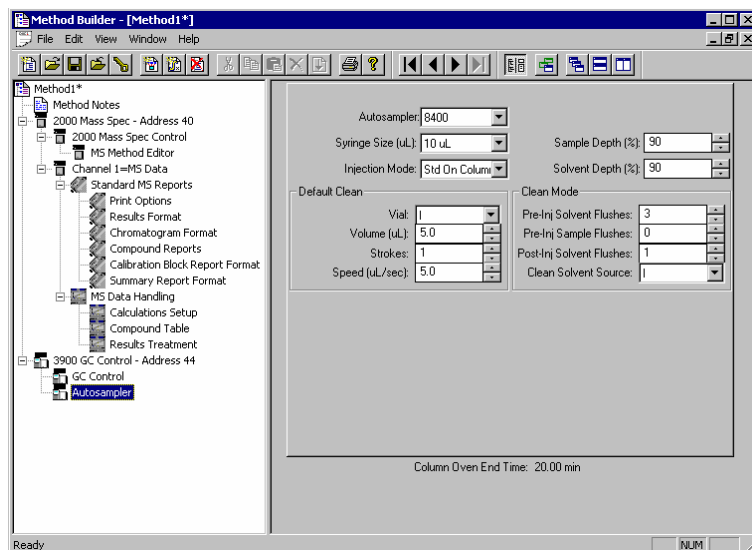 Method Builder - [Method1*]
File Edit View Window Help
Method1*
Method Notes
2000 Mass Spec - Address 40
2000 Mass Spec Control
MS Method Editor
Channel 1=MS Data
Standard MS Reports
Print Options
Results Format
Chromatogram Format
Compound Reports
Calibration Block Report Format
Summary Report Format
MS Data Handling
Calculations Setup
Compound Table
Results Treatment
3900 GC Control - Address 44
GC Control
Autosampler
Autosampler: 8400
Syringe Size (uL): 10 uL
Sample Depth (%): 90
Injection Mode: Std On Colum
Solvent Depth (%): 90
Default Clean
Vial: I
Volume (uL): 5.0
Strokes: 1
Speed (uL/sec): 5.0
Clean Mode
Pre-Inj Solvent Flushes: 3
Pre-Inj Sample Flushes: 0
Post-Inj Solvent Flushes: 1
Clean Solvent Source: I
Column Oven End Time: 20.00 min
Ready
NUM